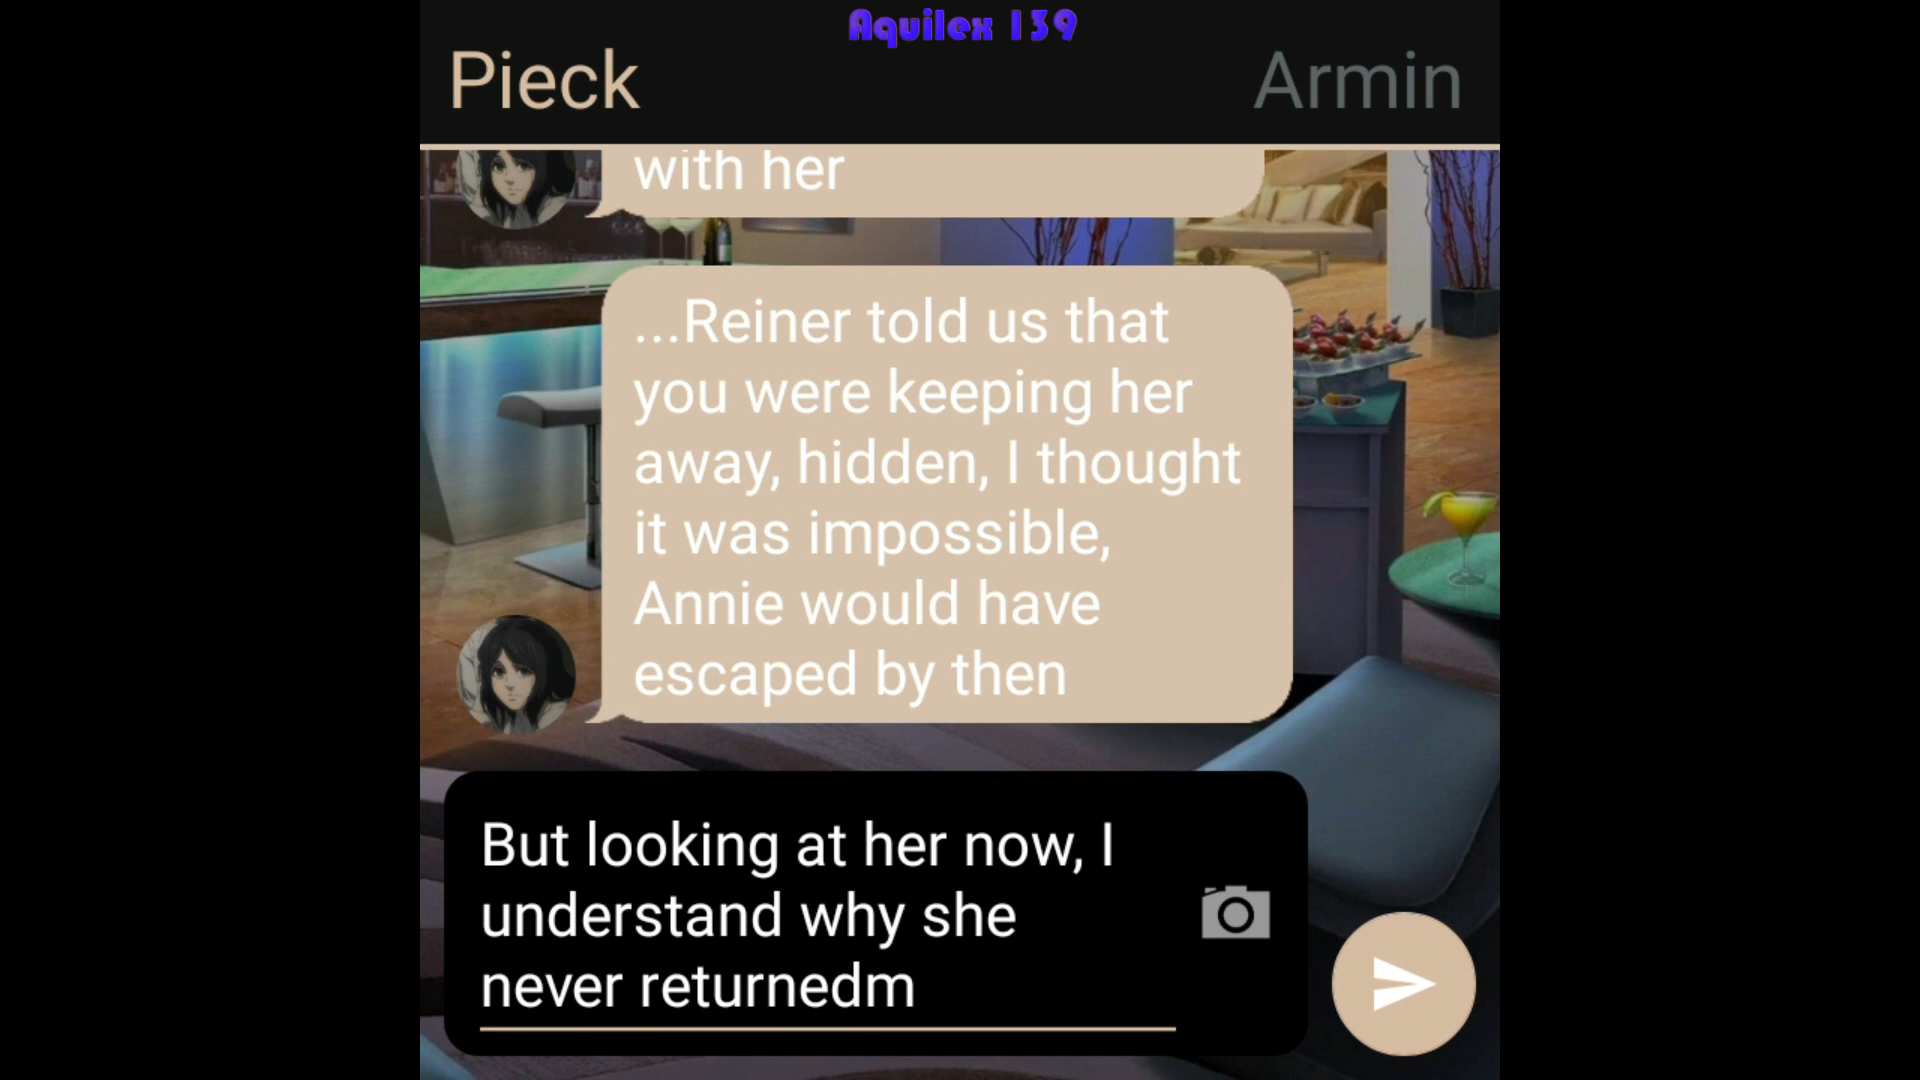 Aquilex 139
Pieck
Armin
with her
...Reiner told us that
you were keeping her
away, hidden, I thought
it was impossible,
Annie would have
escaped by then
But looking at her now, I
understand why she
never returnedm